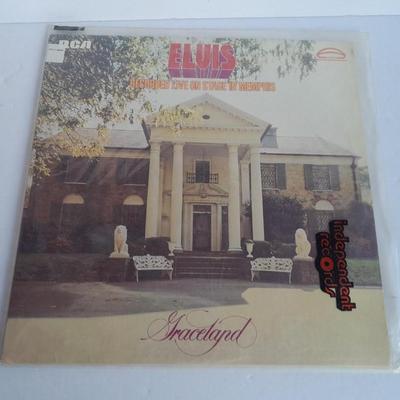 RCA
ELVIS
RECORDED LIVE ON STAGE IN MEMPHIS
independent
records
Graceland